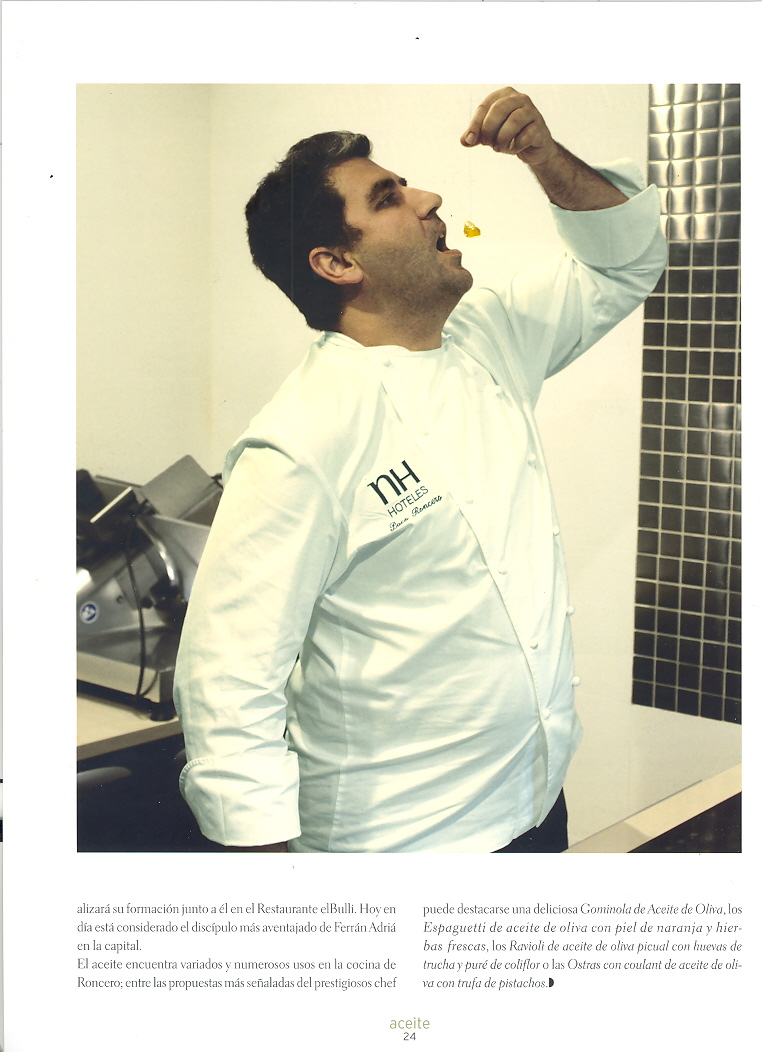 nH
HOTELES
Paco Roncero
alizará su formación junto a él en el Restaurante elBulli. Hoy en
día está considerado el discípulo más aventajado de Ferrán Adriá
en la capital.
El aceite encuentra variados y numerosos usos en la cocina de
Roncero; entre las propuestas más señaladas del prestigiosos chef
puede destacarse una deliciosa Gominola de Aceite de Oliva, los
Espaguetti de aceite de oliva con piel de naranja y hier-
bas frescas, los Ravioli de aceite de oliva picual con huevas de
trucha y puré de coliflor o las Ostras con coulant de aceite de oli-
va con trufa de pistachos.
aceite
24